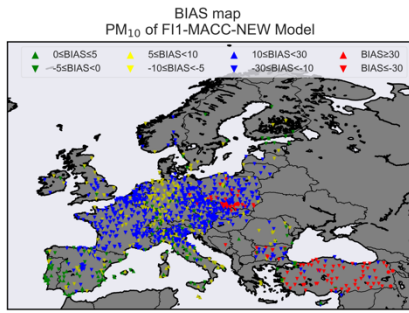 BIAS map
PM₁₀ of FI1-MACC-NEW Model
0≤BIAS≤5 5≤BIAS<10 10≤BIAS<30 BIAS≥30
-5≤BIAS<0 -10≤BIAS<-5 -30≤BIAS<-10 BIAS≤-30